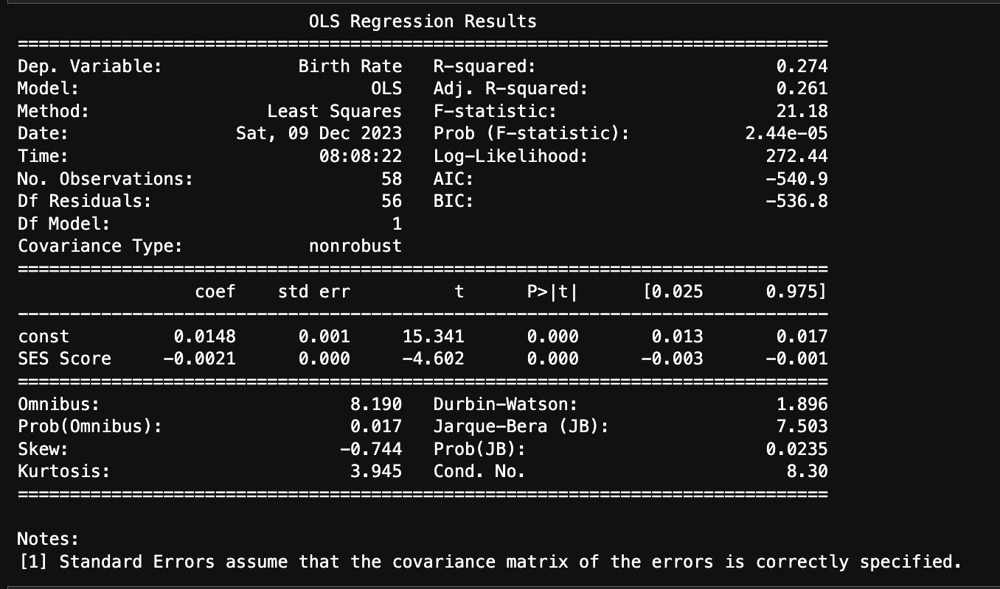 OLS Regression Results
==============================================================================
Dep. Variable:             Birth Rate   R-squared:                       0.274
Model:                            OLS   Adj. R-squared:                  0.261
Method:                 Least Squares   F-statistic:                     21.18
Date:                Sat, 09 Dec 2023   Prob (F-statistic):           2.44e-05
Time:                        08:08:22   Log-Likelihood:                 272.44
No. Observations:                  58   AIC:                            -540.9
Df Residuals:                      56   BIC:                            -536.8
Df Model:                           1
Covariance Type:            nonrobust
==============================================================================
                 coef    std err          t      P>|t|      [0.025      0.975]
------------------------------------------------------------------------------
const          0.0148      0.001     15.341      0.000       0.013       0.017
SES Score     -0.0021      0.000     -4.602      0.000      -0.003      -0.001
==============================================================================
Omnibus:                        8.190   Durbin-Watson:                   1.896
Prob(Omnibus):                  0.017   Jarque-Bera (JB):                7.503
Skew:                          -0.744   Prob(JB):                       0.0235
Kurtosis:                       3.945   Cond. No.                         8.30
==============================================================================
Notes:
[1] Standard Errors assume that the covariance matrix of the errors is correctly specified.